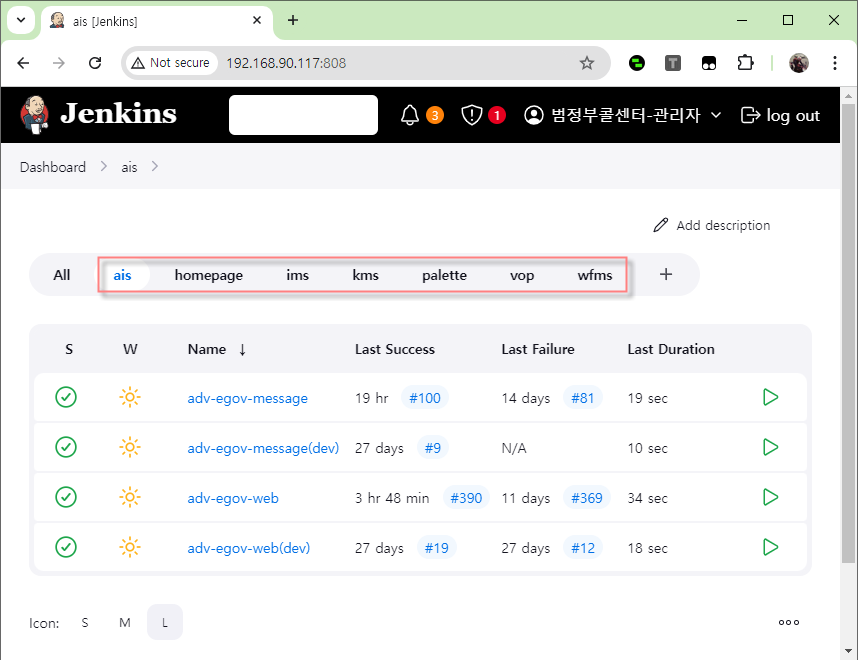 ais [Jenkins]
Not secure 192.168.90.117:808
T
Jenkins 3 1 범정부콜센터-관리자 log out
Dashboard ais
Add description
All ais homepage ims kms palette vop wfms +
S W Name ↓ Last Success Last Failure Last Duration
adv-egov-message 19 hr #100 14 days #81 19 sec
adv-egov-message(dev) 27 days #9 N/A 10 sec
adv-egov-web 3 hr 48 min #390 11 days #369 34 sec
adv-egov-web(dev) 27 days #19 27 days #12 18 sec
Icon: S M L